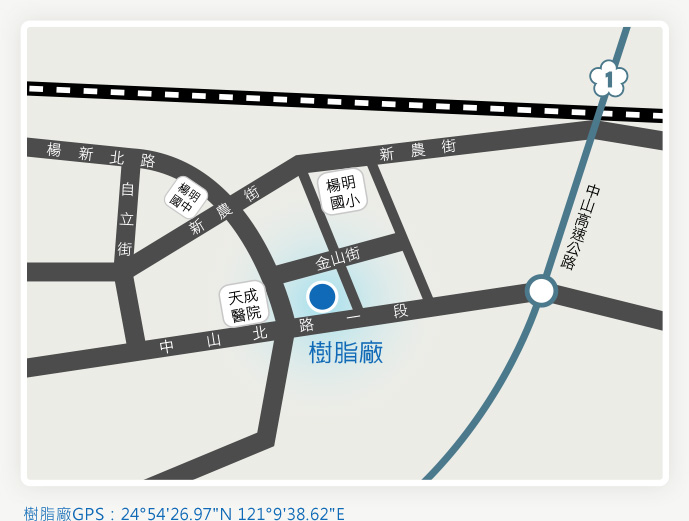 1
楊新北路
新農街
楊明
國中
楊明
國小
自立街
新農街
中山高速公路
金山街
天成
醫院
中山北路一段
樹脂廠
樹脂廠GPS：24°54'26.97"N 121°9'38.62"E